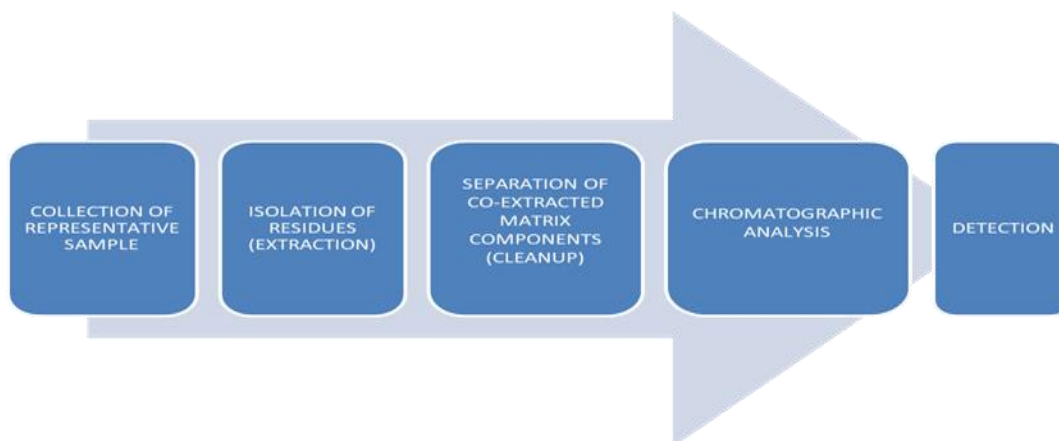 COLLECTION OF
REPRESENTATIVE
SAMPLE
ISOLATION OF
RESIDUES
(EXTRACTION)
SEPARATION OF
CO-EXTRACTED
MATRIX
COMPONENTS
(CLEANUP)
CHROMATOGRAPHIC
ANALYSIS
DETECTION